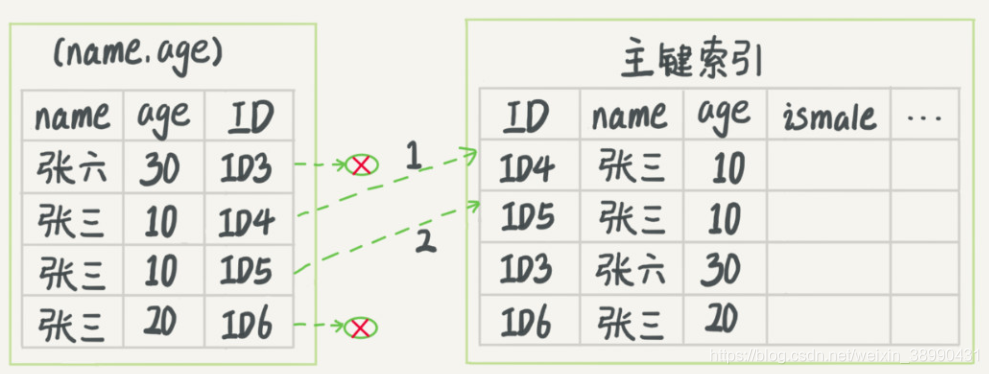 (name.age)
name age ID
张六 30 ID3
张三 10 ID4
张三 10 ID5
张三 20 ID6
1
2
主键索引
ID name age ismale ...
ID4 张三 10
ID5 张三 10
ID3 张六 30
ID6 张三 20
https://blog.csdn.net/weixin_38990431